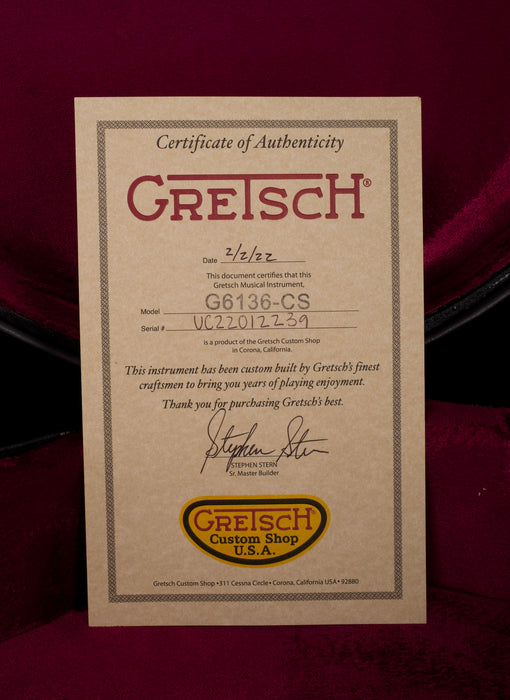 Certificate of Authenticity
GRETSCH®
Date 2/2/22
This document certifies that this
Gretsch Musical Instrument,
Model G6136-CS
Serial # UC22012239
is a product of the Gretsch Custom Shop
in Corona, California.
This instrument has been custom built by Gretsch's finest
craftsmen to bring you years of playing enjoyment.
Thank you for purchasing Gretsch's best.
Stephen Stern
STEPHEN STERN
Sr. Master Builder
GRETSCH
Custom Shop
U.S.A.
Gretsch Custom Shop • 311 Cessna Circle • Corona, California USA • 92880